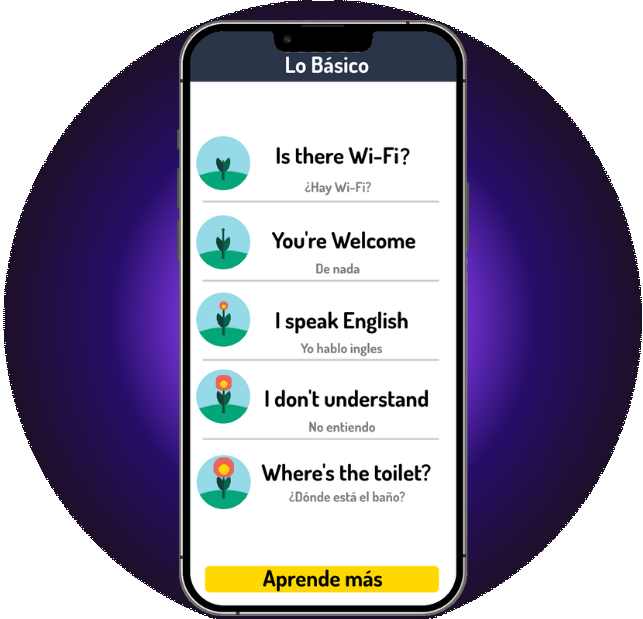 Lo Básico
Is there Wi-Fi?
¿Hay Wi-Fi?
You're Welcome
De nada
I speak English
Yo hablo ingles
I don't understand
No entiendo
Where's the toilet?
¿Dónde está el baño?
Aprende más